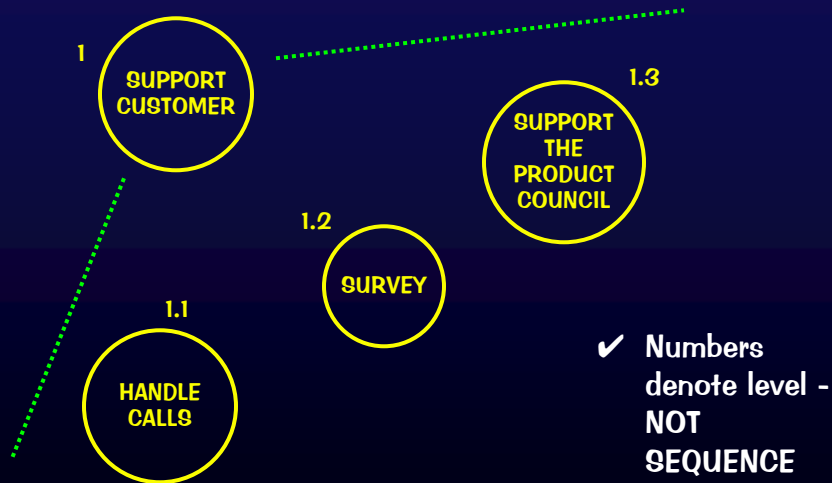 1
SUPPORT
CUSTOMER
1.3
SUPPORT
THE
PRODUCT
COUNCIL
1.2
SURVEY
1.1
HANDLE
CALLS
✔ Numbers
denote level -
NOT
SEQUENCE